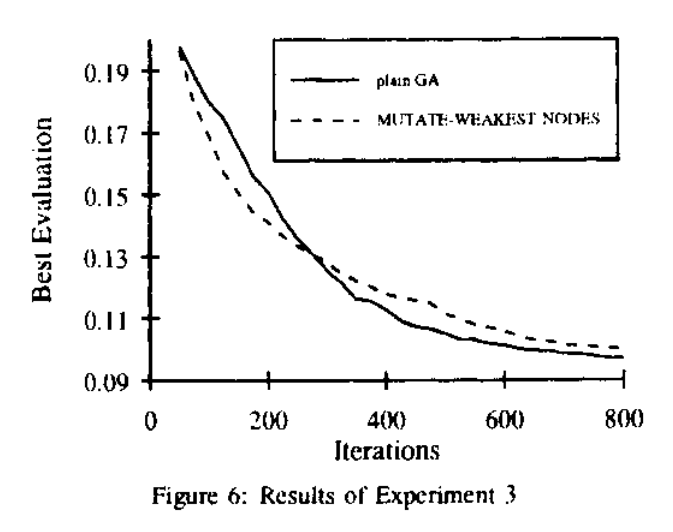 0.19
0.17
0.15
0.13
0.11
0.09
Best Evaluation
plain GA
MUTATE-WEAKEST NODES
0 200 400 600 800
Iterations
Figure 6: Results of Experiment 3